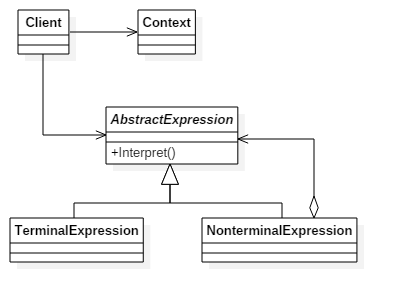 Client
Context
AbstractExpression
+Interpret()
TerminalExpression
NonterminalExpression